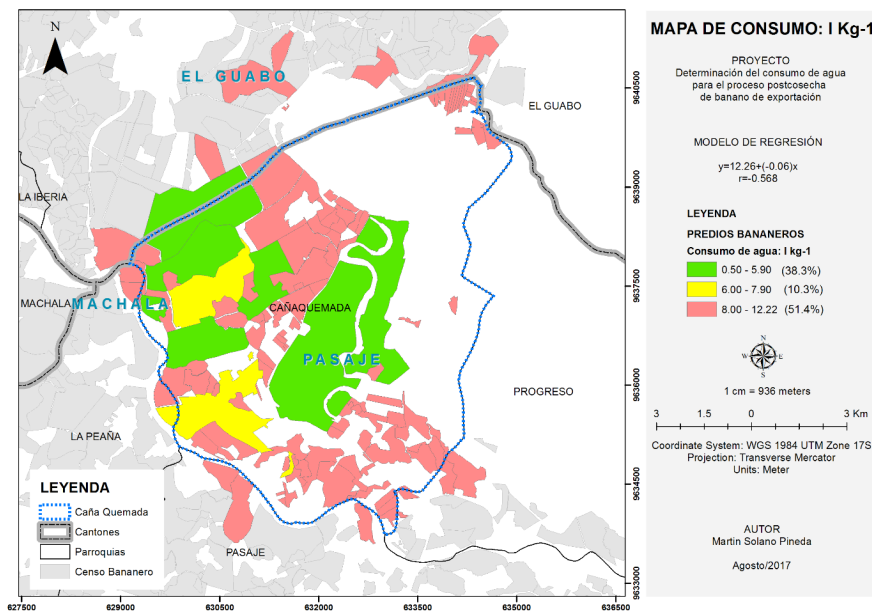 N
EL GUABO
EL GUABO
LA IBERIA
MACHALA
MACHALA
CAÑAQUEMADA
PASAJE
PROGRESO
LA PEAÑA
PASAJE
LEYENDA
Caña Quemada
Cantones
Parroquias
Censo Bananero
627500 629000 630500 632000 633500 635000 636500
9640500
9639000
9637500
9636000
9634500
9633000
MAPA DE CONSUMO: l Kg-1
PROYECTO
Determinación del consumo de agua
para el proceso postcosecha
de banano de exportación
MODELO DE REGRESIÓN
y=12.26+(-0.06)x
r=-0.568
LEYENDA
PREDIOS BANANEROS
Consumo de agua: l kg-1
0.50 - 5.90 (38.3%)
6.00 - 7.90 (10.3%)
8.00 - 12.22 (51.4%)
N
W E
S
1 cm = 936 meters
3 1.5 0 3 Km
Coordinate System: WGS 1984 UTM Zone 17S
Projection: Transverse Mercator
Units: Meter
AUTOR
Martin Solano Pineda
Agosto/2017